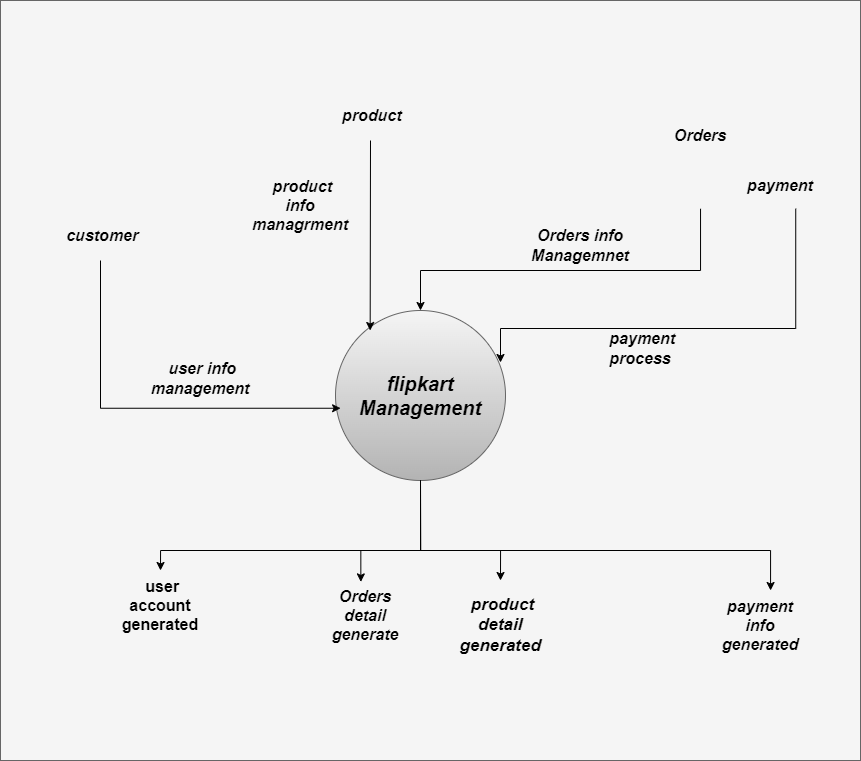 product
Orders
payment
product
info
managrment
customer
Orders info
Managemnet
payment
process
user info
management
flipkart
Management
user
account
generated
Orders
detail
generate
product
detail
generated
payment
info
generated